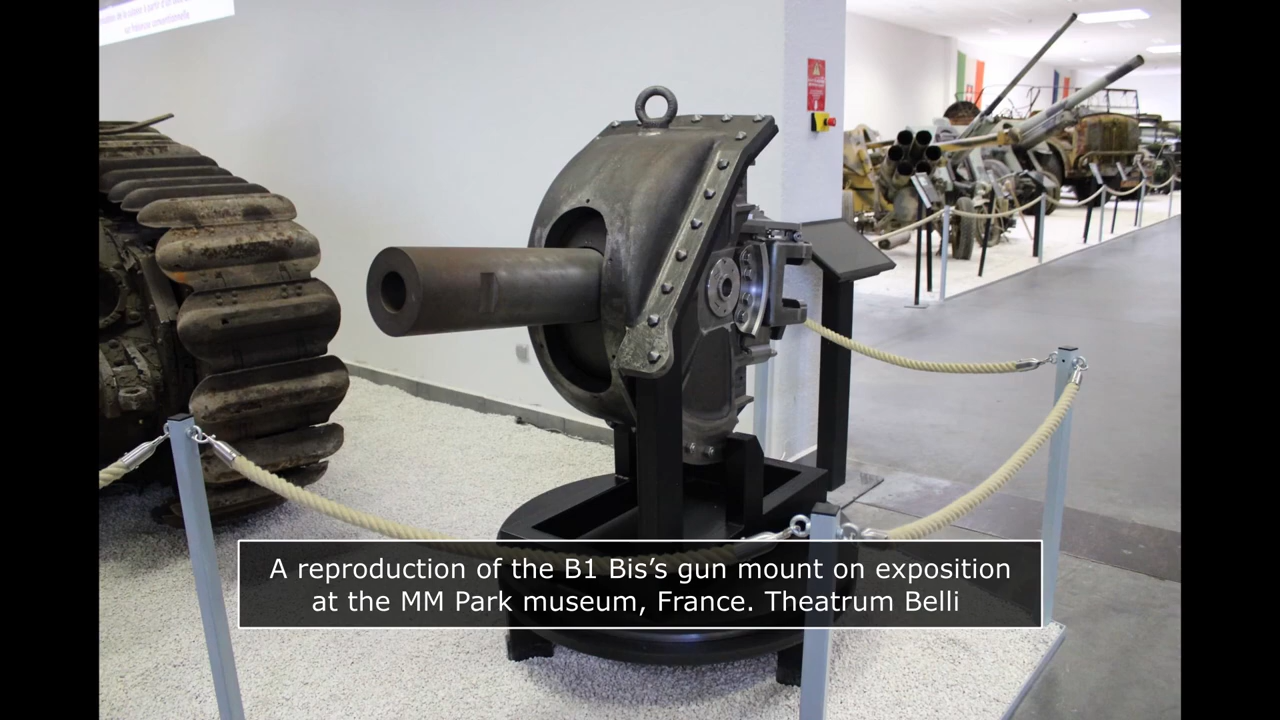 A reproduction of the B1 Bis’s gun mount on exposition
at the MM Park museum, France. Theatrum Belli